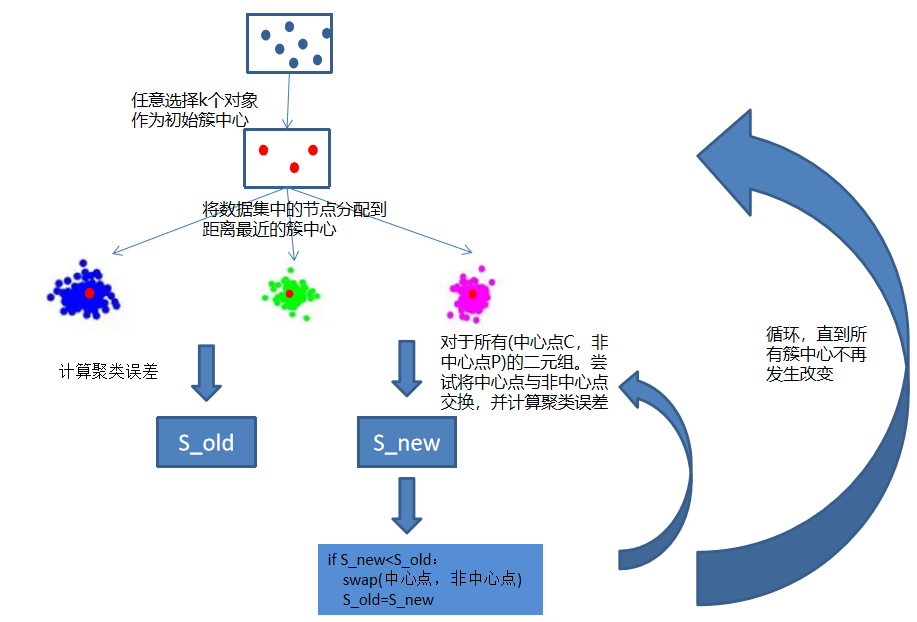 任意选择k个对象
作为初始簇中心
将数据集中的节点分配到
距离最近的簇中心
计算聚类误差
对于所有(中心点C，非
中心点P)的二元组。尝
试将中心点与非中心点
交换，并计算聚类误差
循环，直到所
有簇中心不再
发生改变
S_old
S_new
if S_new<S_old：
swap(中心点，非中心点)
S_old=S_new